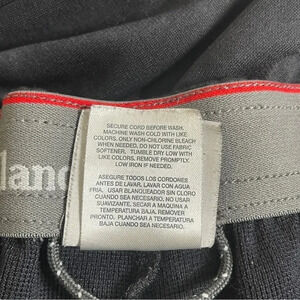 SECURE CORD BEFORE WASH.
MACHINE WASH COLD WITH LIKE
COLORS. ONLY NON-CHLORINE BLEACH
WHEN NEEDED. DO NOT USE FABRIC
SOFTENER. TUMBLE DRY LOW WITH
LIKE COLORS. REMOVE PROMPTLY.
LOW IRON IF NEEDED.
ASEGURE TODOS LOS CORDONES
ANTES DE LAVAR. LAVAR CON AGUA
FRIA. USAR BLANQUEADOR SIN CLORO
CUANDO SEA NECESARIO. NO USAR
SUAVIZANTE. SECAR A MAQUINA A
TEMPERATURA BAJA. REMOVER
PRONTO. PLANCHAR A TEMPERATURA
BAJA CUANDO SEA NECESARIO.
land